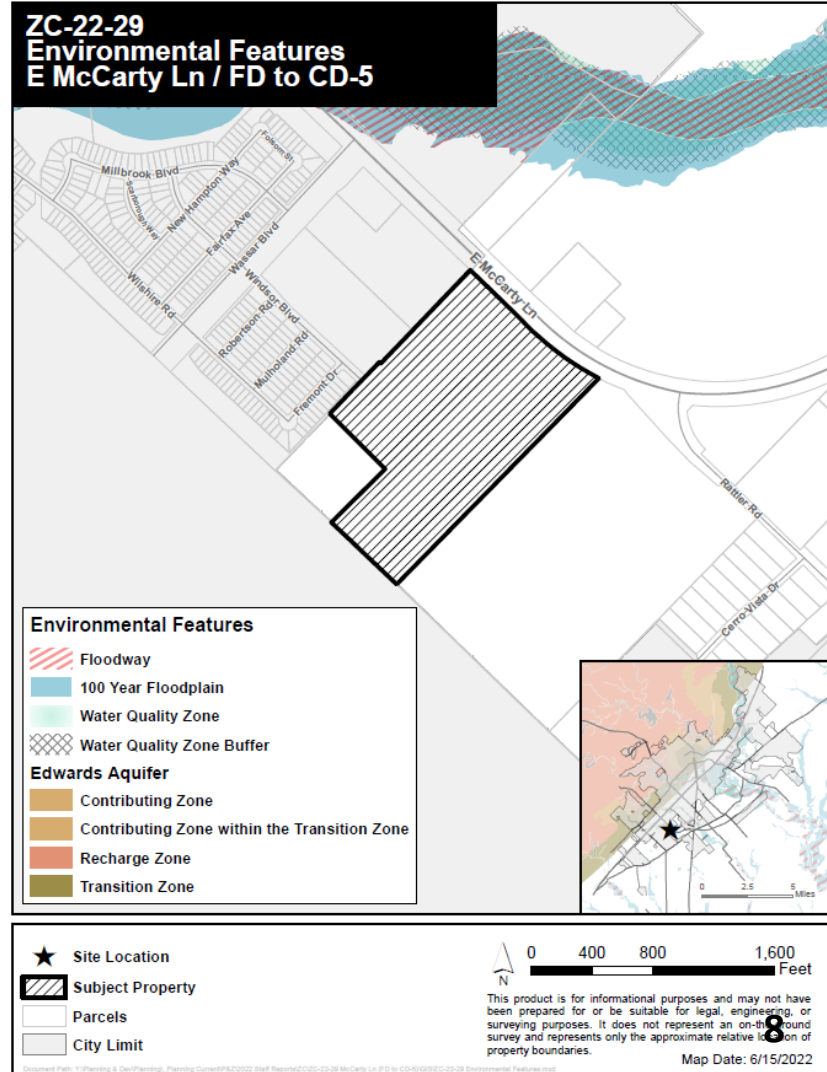 ZC-22-29
Environmental Features
E McCarty Ln / FD to CD-5
Folsom St
Millbrook Blvd
New Hampton Way
Scarborough Way
Fairfax Ave
Wassar Blvd
Wilshire Rd
Windsor Blvd
Robertson Rd
Mulholand Rd
Fremont Dr
E McCarty Ln
Rattler Rd
Cerro Vista Dr
Environmental Features
Floodway
100 Year Floodplain
Water Quality Zone
Water Quality Zone Buffer
Edwards Aquifer
Contributing Zone
Contributing Zone within the Transition Zone
Recharge Zone
Transition Zone
0 2.5 5
Miles
Site Location
Subject Property
Parcels
City Limit
N
0 400 800 1,600
Feet
This product is for informational purposes and may not have
been prepared for or be suitable for legal, engineering, or
surveying purposes. It does not represent an on-the-ground
survey and represents only the approximate relative location of
property boundaries.
8
Map Date: 6/15/2022